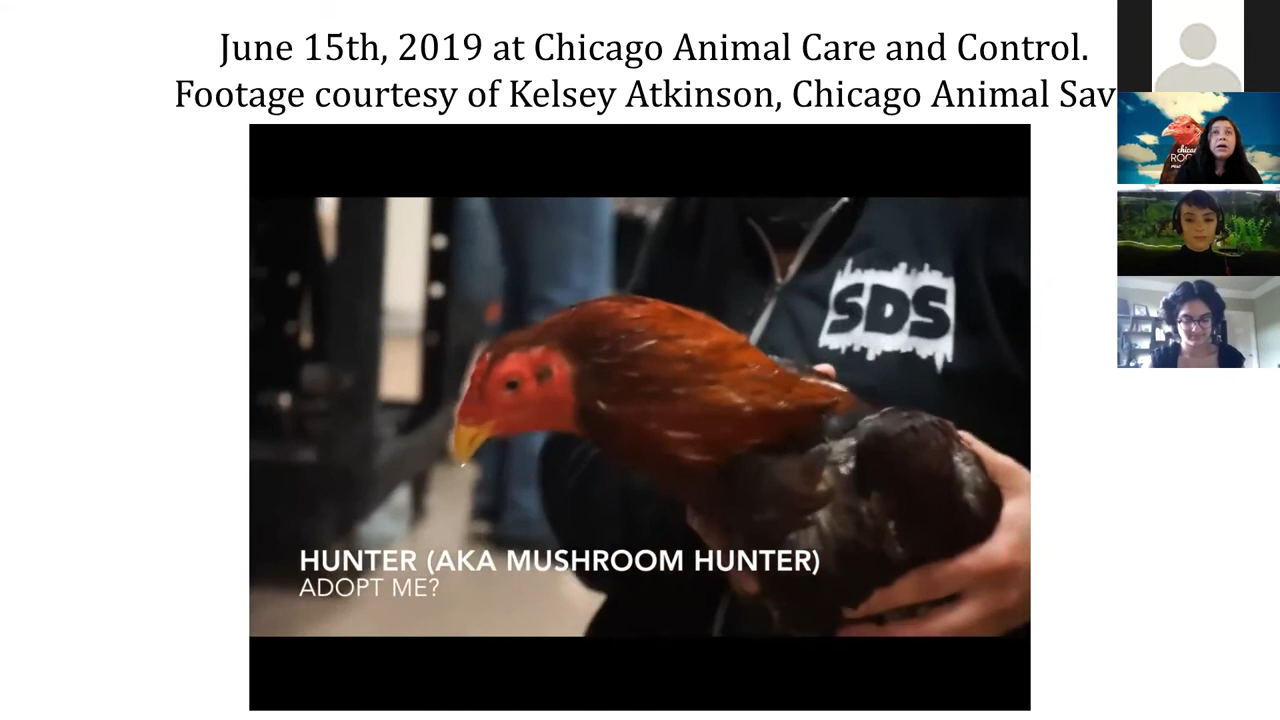 June 15th, 2019 at Chicago Animal Care and Control.
Footage courtesy of Kelsey Atkinson, Chicago Animal Sav
SDS
HUNTER (AKA MUSHROOM HUNTER)
ADOPT ME?